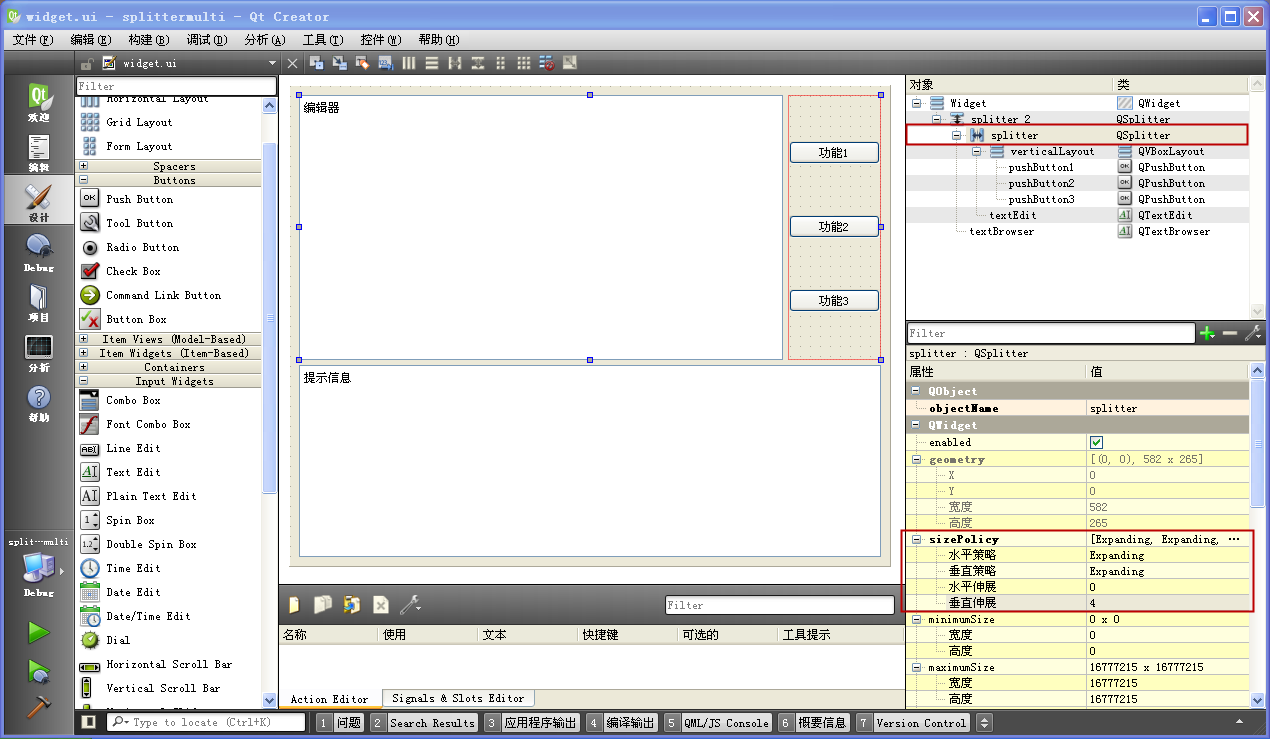 widget.ui - splittermulti - Qt Creator
文件(F) 编辑(E) 构建(B) 调试(D) 分析(A) 工具(T) 控件(W) 帮助(H)
widget.ui
欢迎
编辑
设计
Debug
项目
分析
帮助
split…multi
Debug
Filter
Horizontal Layout
Grid Layout
Form Layout
Spacers
Buttons
OK Push Button
Tool Button
Radio Button
Check Box
Command Link Button
Button Box
Item Views (Model-Based)
Item Widgets (Item-Based)
Containers
Input Widgets
Combo Box
Font Combo Box
ABI Line Edit
AI Text Edit
AI Plain Text Edit
1 Spin Box
1.2 Double Spin Box
Time Edit
Date Edit
Date/Time Edit
Dial
Horizontal Scroll Bar
Vertical Scroll Bar
编辑器
功能1
功能2
功能3
提示信息
Filter
名称 使用 文本 快捷键 可选的 工具提示
Action Editor Signals & Slots Editor
对象 类
Widget QWidget
splitter_2 QSplitter
splitter QSplitter
verticalLayout QVBoxLayout
pushButton1 OK QPushButton
pushButton2 OK QPushButton
pushButton3 OK QPushButton
textEdit AI QTextEdit
textBrowser AI QTextBrowser
Filter
splitter : QSplitter
属性 值
QObject
objectName splitter
QWidget
enabled
geometry [(0, 0), 582 x 265]
X 0
Y 0
宽度 582
高度 265
sizePolicy [Expanding, Expanding, …
水平策略 Expanding
垂直策略 Expanding
水平伸展 0
垂直伸展 4
minimumSize 0 x 0
宽度 0
高度 0
maximumSize 16777215 x 16777215
宽度 16777215
高度 16777215
Type to locate (Ctrl+K) 1 问题 2 Search Results 3 应用程序输出 4 编译输出 5 QML/JS Console 6 概要信息 7 Version Control